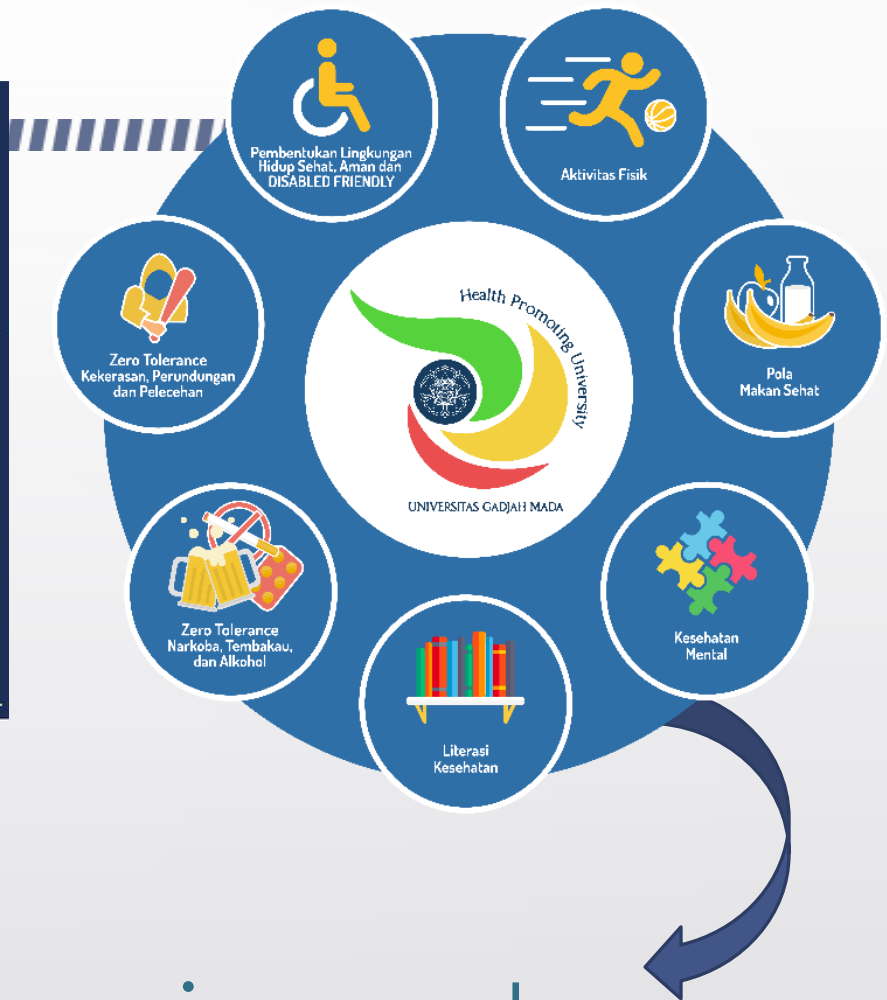 Pembentukan Lingkungan
Hidup Sehat, Aman dan
DISABLED FRIENDLY
Aktivitas Fisik
Zero Tolerance
Kekerasan, Perundungan
dan Pelecehan
Health Promoting University
UNIVERSITAS GADJAH MADA
Pola
Makan Sehat
Zero Tolerance
Narkoba, Tembakau,
dan Alkohol
Kesehatan
Mental
Literasi
Kesehatan